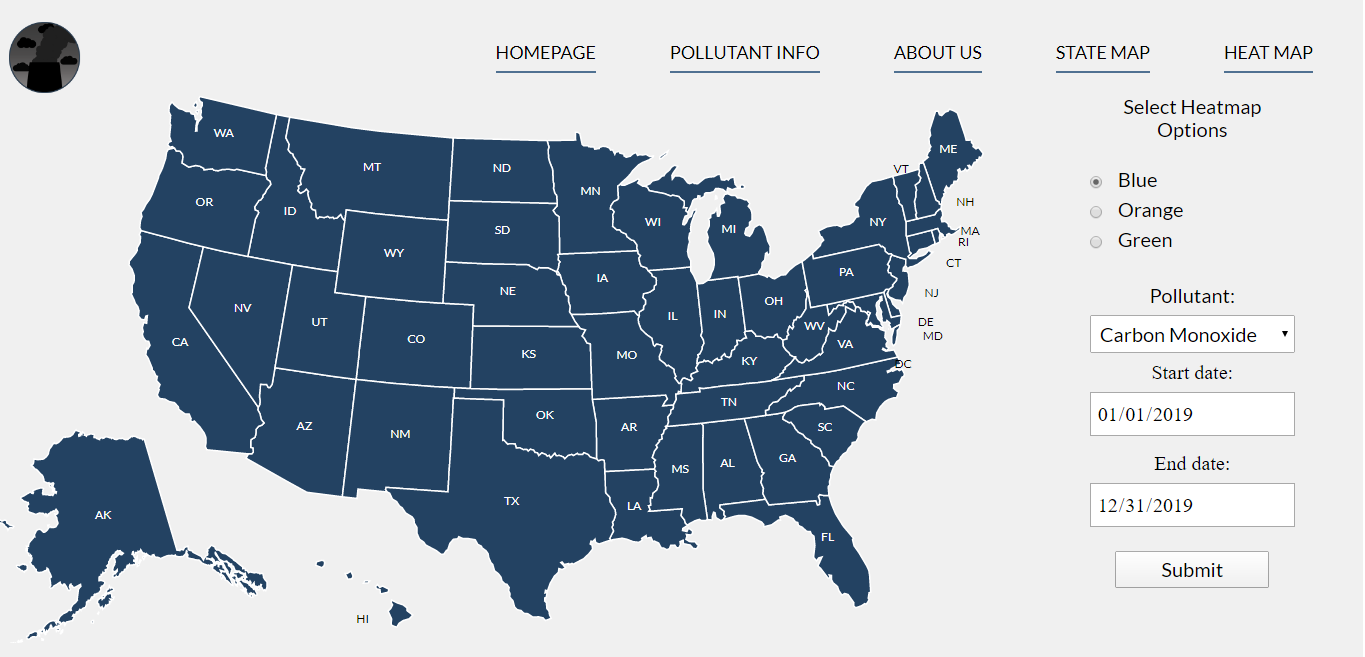 HOMEPAGE
POLLUTANT INFO
ABOUT US
STATE MAP
HEAT MAP
Select Heatmap
Options
Blue
Orange
Green
Pollutant:
Carbon Monoxide
Start date:
01/01/2019
End date:
12/31/2019
Submit
WA
MT
ND
MN
ME
VT
OR
ID
SD
WI
MI
NY
NH
MA
RI
WY
CT
IA
PA
NE
NJ
NV
UT
IL
IN
OH
WV
DE
MD
CA
CO
KS
MO
KY
VA
DC
AZ
NM
OK
AR
TN
NC
SC
MS
AL
GA
TX
LA
FL
AK
HI